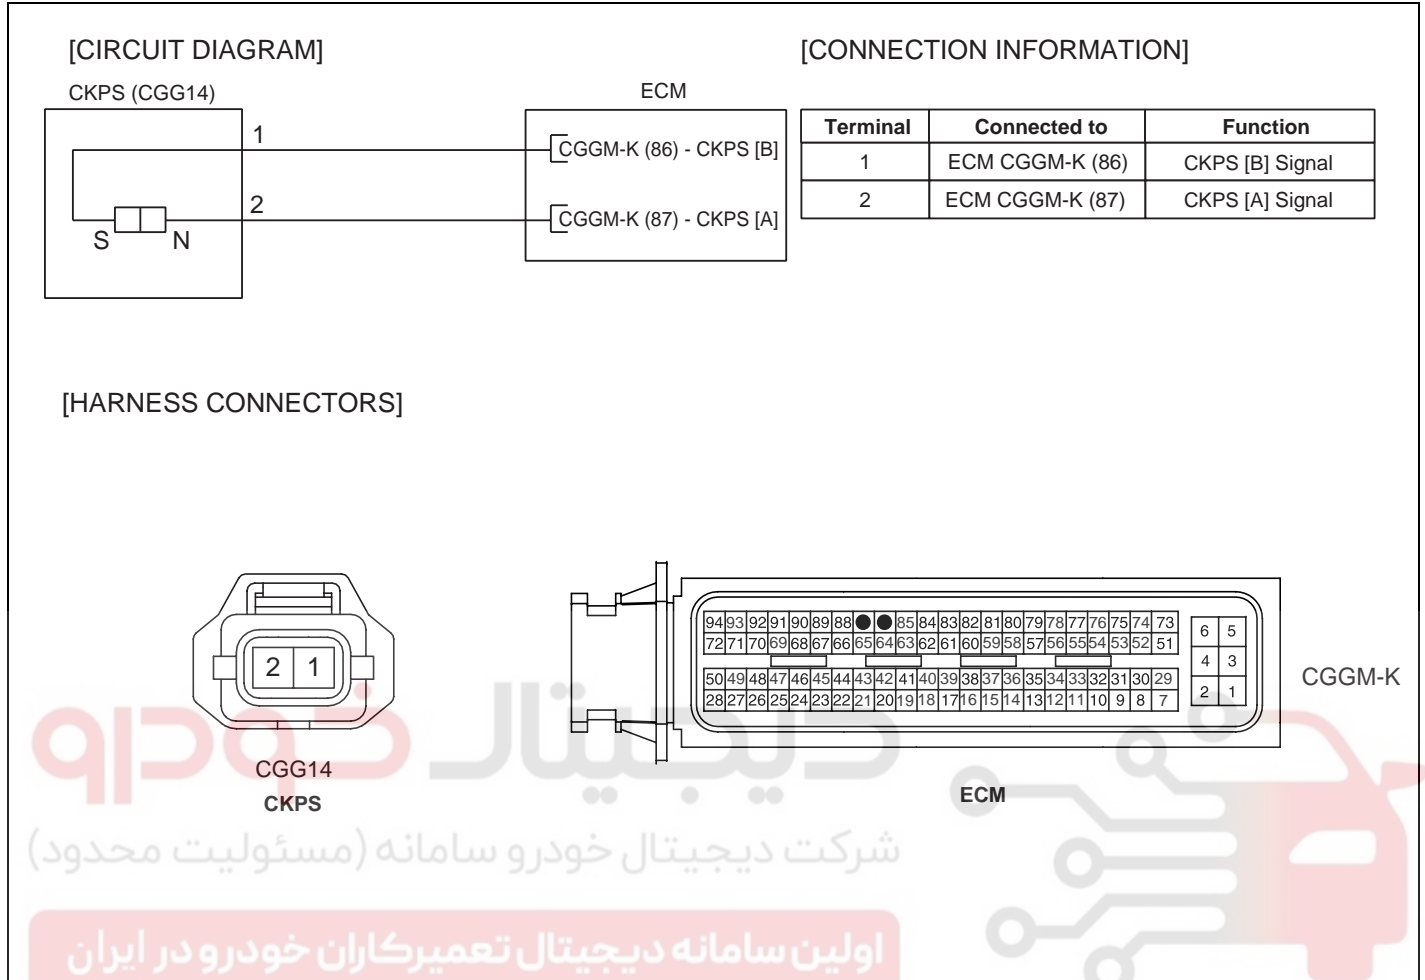 [CIRCUIT DIAGRAM]
CKPS (CGG14)
ECM
1
CGGM-K (86) - CKPS [B]
2
CGGM-K (87) - CKPS [A]
S N
[CONNECTION INFORMATION]
Terminal Connected to Function
1 ECM CGGM-K (86) CKPS [B] Signal
2 ECM CGGM-K (87) CKPS [A] Signal
[HARNESS CONNECTORS]
2 1
CGG14
CKPS
94 93 92 91 90 89 88 85 84 83 82 81 80 79 78 77 76 75 74 73
72 71 70 69 68 67 66 65 64 63 62 61 60 59 58 57 56 55 54 53 52 51
50 49 48 47 46 45 44 43 42 41 40 39 38 37 36 35 34 33 32 31 30 29
28 27 26 25 24 23 22 21 20 19 18 17 16 15 14 13 12 11 10 9 8 7
6 5
4 3
2 1
CGGM-K
ECM
دیجیتال خودرو
شرکت دیجیتال خودرو سامانه (مسئولیت محدود)
اولین سامانه دیجیتال تعمیرکاران خودرو در ایران